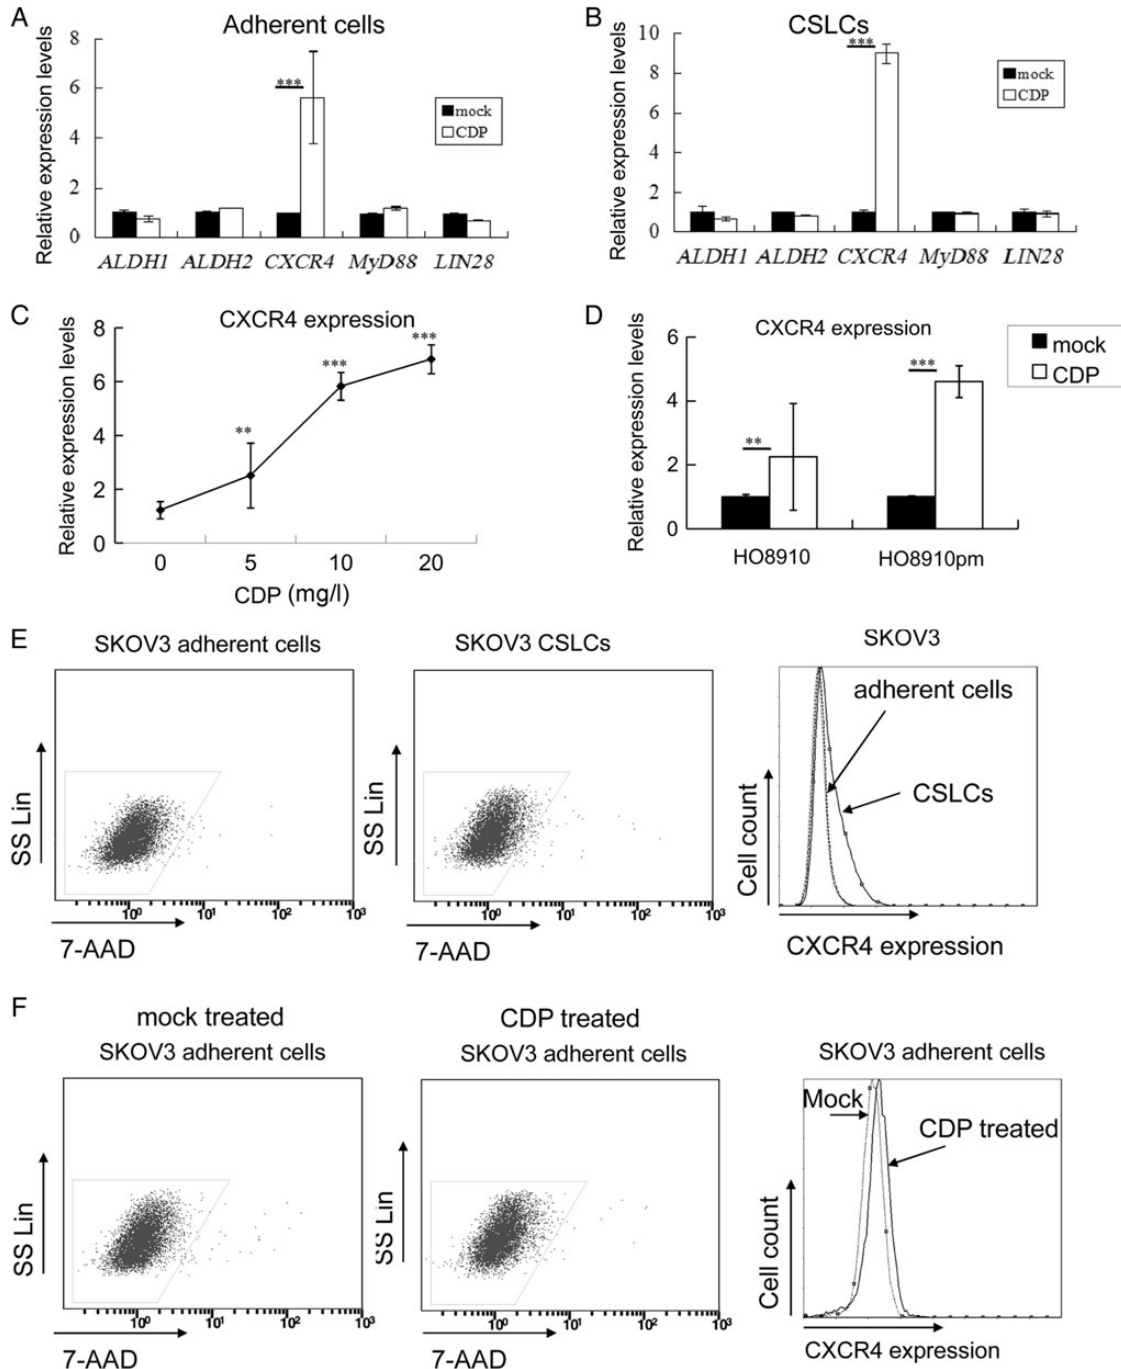 A
Adherent cells
Relative expression levels
8
6
4
2
0
***
mock
CDP
ALDH1 ALDH2 CXCR4 MyD88 LIN28
B
CSLCs
Relative expression levels
10
8
6
4
2
0
***
mock
CDP
ALDH1 ALDH2 CXCR4 MyD88 LIN28
C
CXCR4 expression
Relative expression levels
8
6
4
2
0
**
***
***
0 5 10 20
CDP (mg/l)
D
CXCR4 expression
Relative expression levels
6
4
2
0
**
***
mock
CDP
HO8910 HO8910pm
E
SKOV3 adherent cells
SS Lin
10⁰ 10¹ 10² 10³
7-AAD
SKOV3 CSLCs
SS Lin
10⁰ 10¹ 10² 10³
7-AAD
SKOV3
adherent cells
CSLCs
Cell count
CXCR4 expression
F
mock treated
SKOV3 adherent cells
SS Lin
10⁰ 10¹ 10² 10³
7-AAD
CDP treated
SKOV3 adherent cells
SS Lin
10⁰ 10¹ 10² 10³
7-AAD
SKOV3 adherent cells
Mock
CDP treated
Cell count
CXCR4 expression